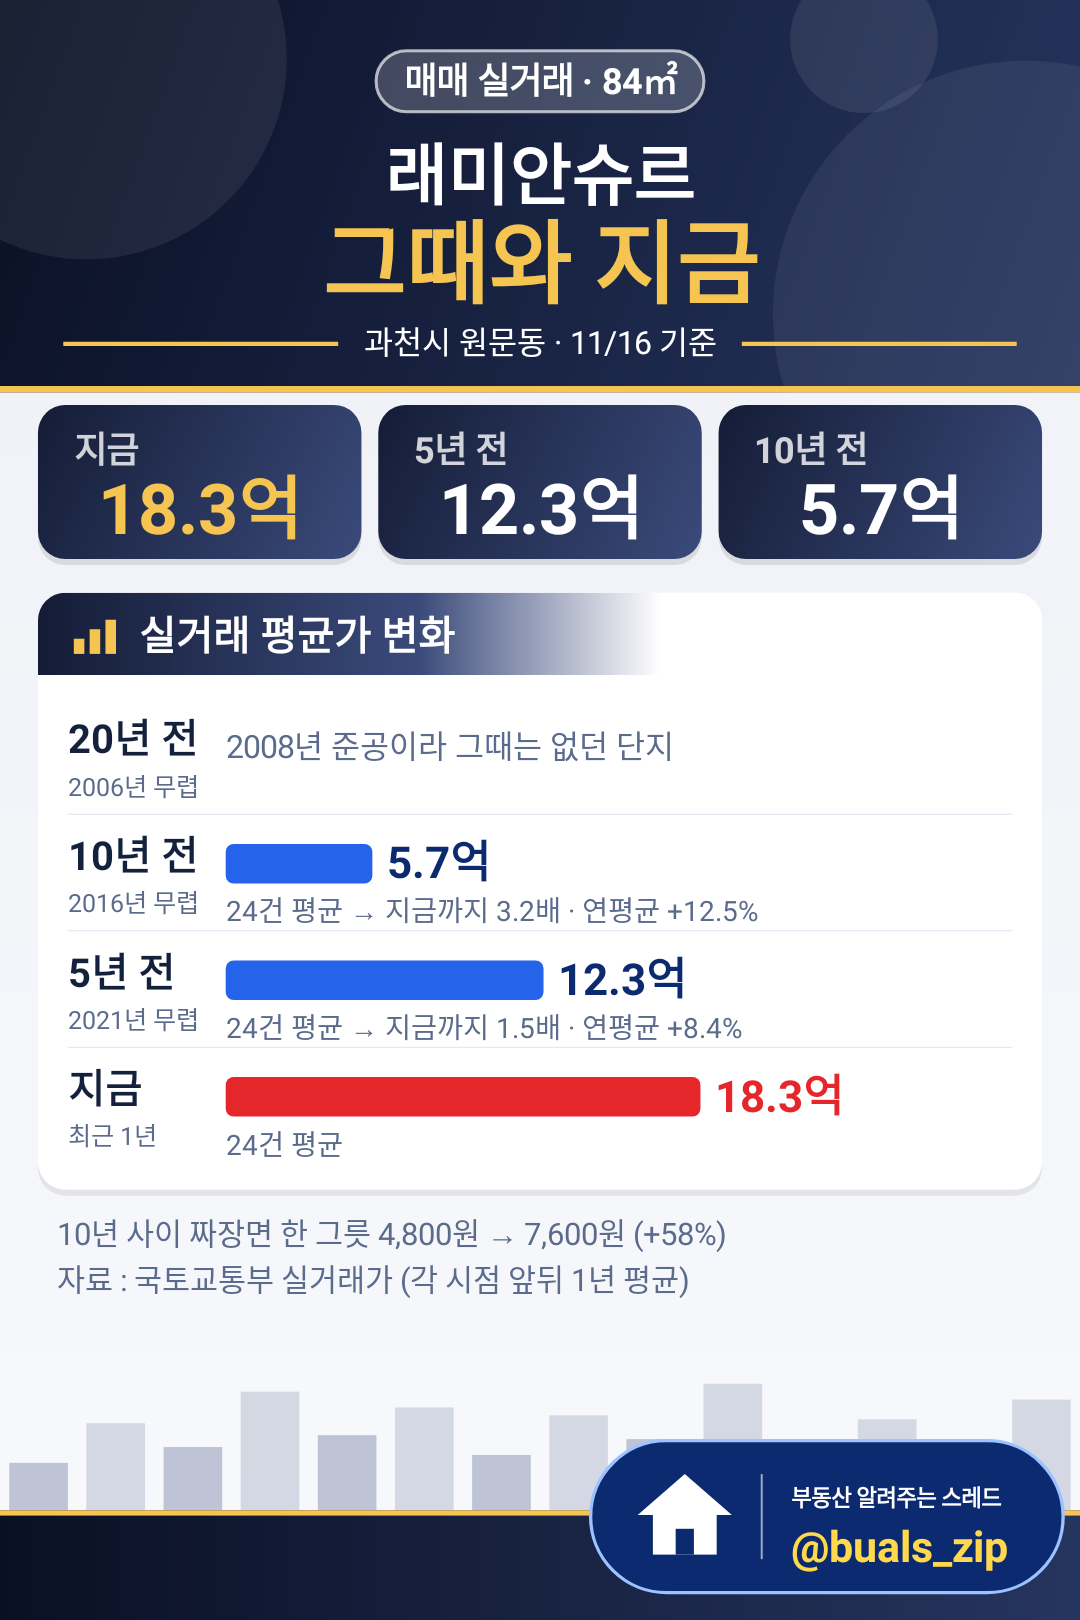 매매 실거래 · 84㎡
래미안슈르
그때와 지금
과천시 원문동 · 11/16 기준
지금
18.3억
5년 전
12.3억
10년 전
5.7억
실거래 평균가 변화
20년 전
2008년 준공이라 그때는 없던 단지
2006년 무렵
10년 전
5.7억
2016년 무렵
24건 평균 → 지금까지 3.2배 · 연평균 +12.5%
5년 전
12.3억
2021년 무렵
24건 평균 → 지금까지 1.5배 · 연평균 +8.4%
지금
18.3억
최근 1년
24건 평균
10년 사이 짜장면 한 그릇 4,800원 → 7,600원 (+58%)
자료 : 국토교통부 실거래가 (각 시점 앞뒤 1년 평균)
부동산 알려주는 스레드
@buals_zip